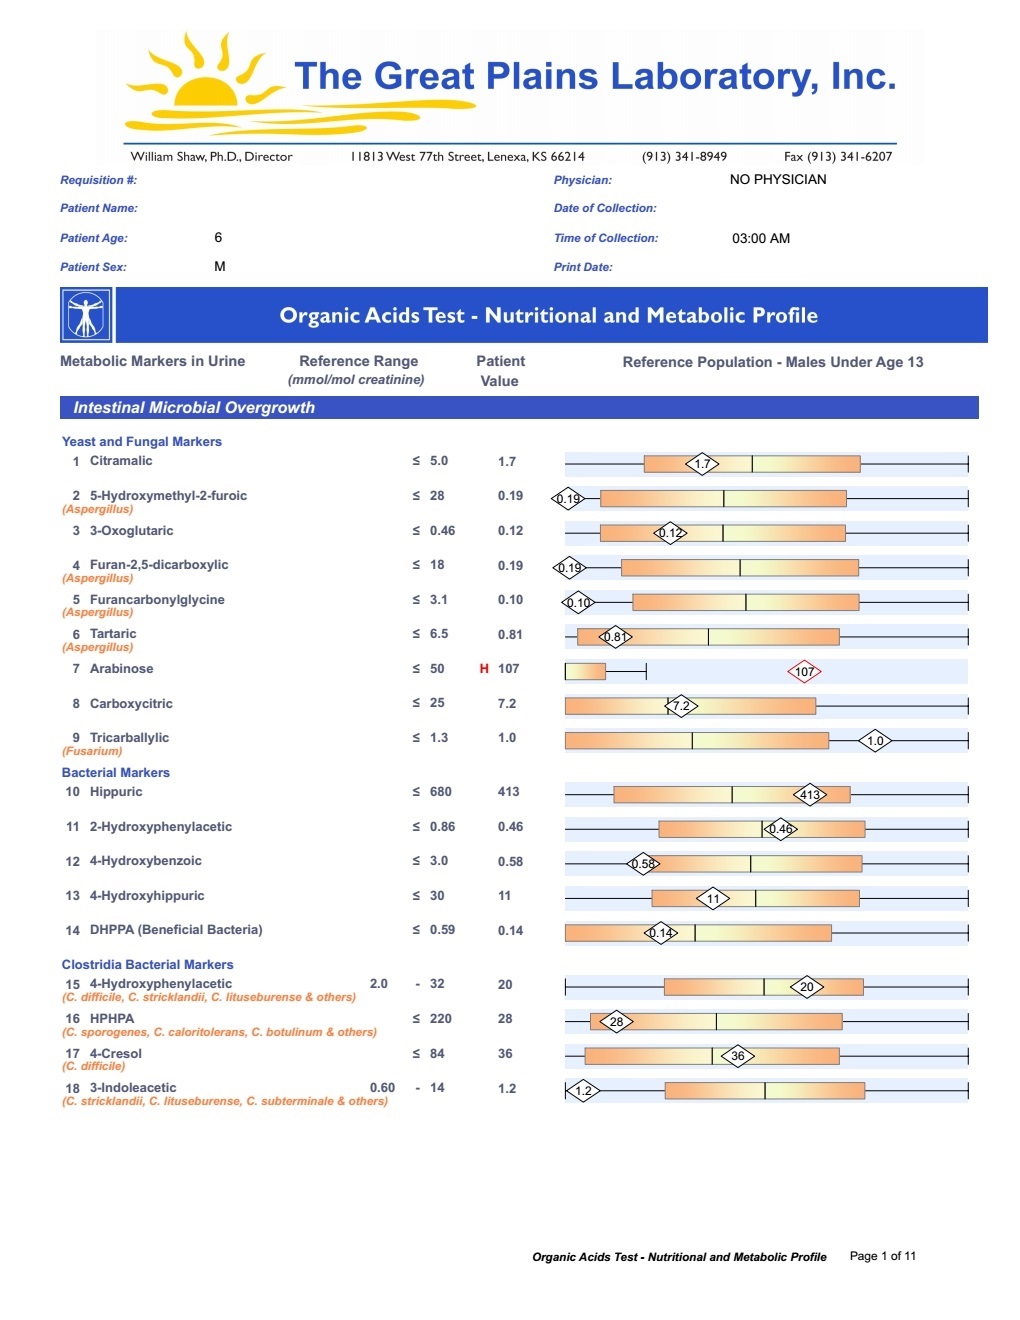 The Great Plains Laboratory, Inc.
William Shaw, Ph.D., Director 11813 West 77th Street, Lenexa, KS 66214 (913) 341-8949 Fax (913) 341-6207
Requisition #: Physician: NO PHYSICIAN
Patient Name: Date of Collection:
Patient Age: 6 Time of Collection: 03:00 AM
Patient Sex: M Print Date:
Organic Acids Test - Nutritional and Metabolic Profile
Metabolic Markers in Urine Reference Range Patient Reference Population - Males Under Age 13
(mmol/mol creatinine) Value
Intestinal Microbial Overgrowth
Yeast and Fungal Markers
1 Citramalic ≤ 5.0 1.7 1.7
2 5-Hydroxymethyl-2-furoic ≤ 28 0.19 0.19
(Aspergillus)
3 3-Oxoglutaric ≤ 0.46 0.12 0.12
4 Furan-2,5-dicarboxylic ≤ 18 0.19 0.19
(Aspergillus)
5 Furancarbonylglycine ≤ 3.1 0.10 0.10
(Aspergillus)
6 Tartaric ≤ 6.5 0.81 0.81
(Aspergillus)
7 Arabinose ≤ 50 H 107 107
8 Carboxycitric ≤ 25 7.2 7.2
9 Tricarballylic ≤ 1.3 1.0 1.0
(Fusarium)
Bacterial Markers
10 Hippuric ≤ 680 413 413
11 2-Hydroxyphenylacetic ≤ 0.86 0.46 0.46
12 4-Hydroxybenzoic ≤ 3.0 0.58 0.58
13 4-Hydroxyhippuric ≤ 30 11 11
14 DHPPA (Beneficial Bacteria) ≤ 0.59 0.14 0.14
Clostridia Bacterial Markers
15 4-Hydroxyphenylacetic 2.0 - 32 20 20
(C. difficile, C. stricklandii, C. lituseburense & others)
16 HPHPA ≤ 220 28 28
(C. sporogenes, C. caloritolerans, C. botulinum & others)
17 4-Cresol ≤ 84 36 36
(C. difficile)
18 3-Indoleacetic 0.60 - 14 1.2 1.2
(C. stricklandii, C. lituseburense, C. subterminale & others)
Organic Acids Test - Nutritional and Metabolic Profile Page 1 of 11